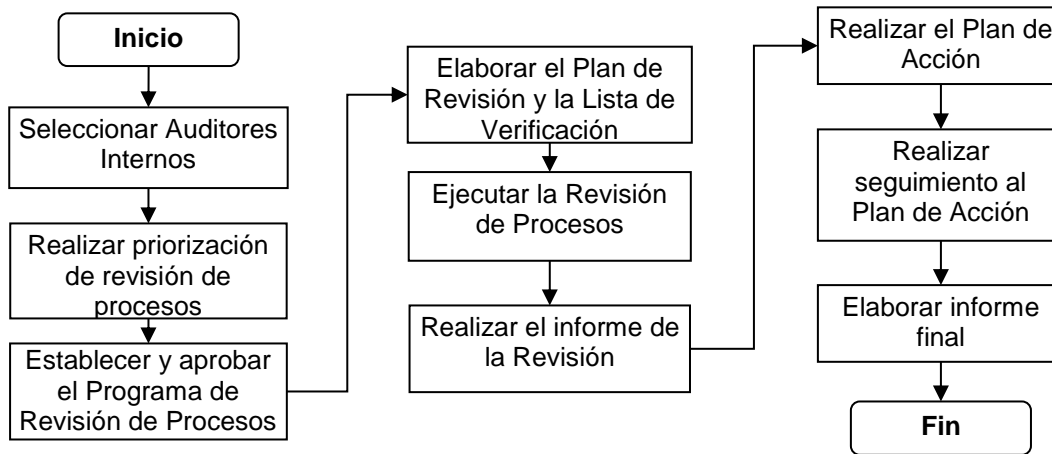 Inicio
Seleccionar Auditores
Internos
Realizar priorización
de revisión de
procesos
Establecer y aprobar
el Programa de
Revisión de Procesos
Elaborar el Plan de
Revisión y la Lista de
Verificación
Ejecutar la Revisión
de Procesos
Realizar el informe de
la Revisión
Realizar el Plan de
Acción
Realizar
seguimiento al
Plan de Acción
Elaborar informe
final
Fin